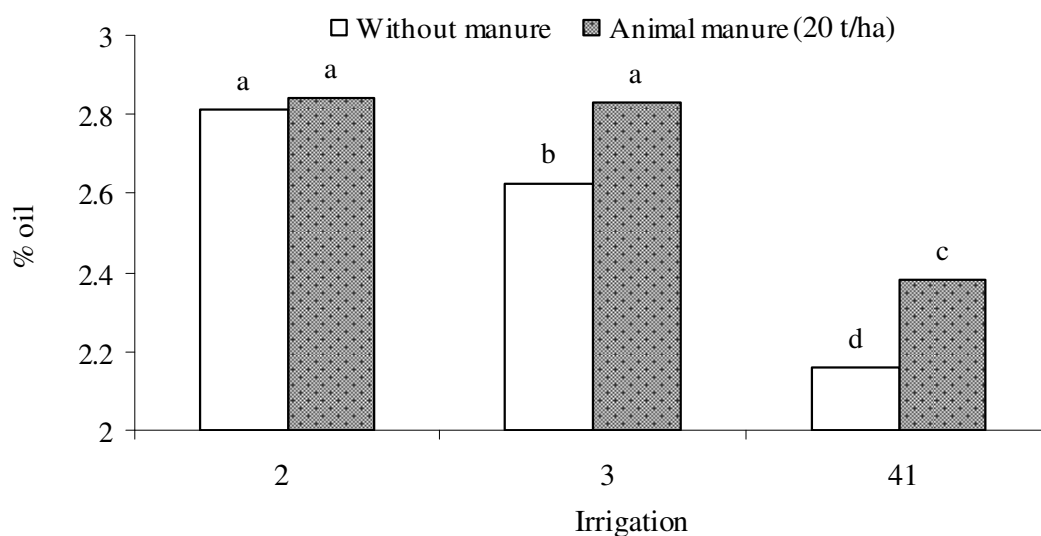 Without manure Animal manure (20 t/ha)
3
2.8
2.6
2.4
2.2
2
% oil
a a
b a
d c
2 3 41
Irrigation